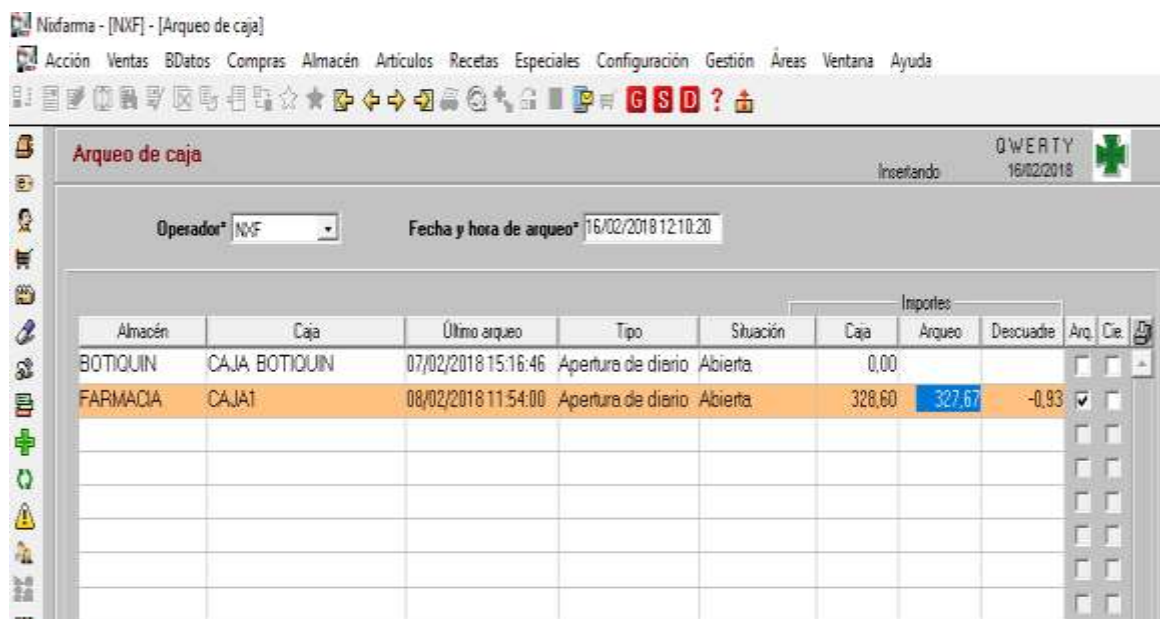 Nixfarma - [NXF] - [Arqueo de caja]
Acción Ventas BDatos Compras Almacén Artículos Recetas Especiales Configuración Gestión Áreas Ventana Ayuda
G S D ?
Arqueo de caja Insertando QWERTY 16/02/2018
Operador* NXF Fecha y hora de arqueo* 16/02/2018 12:10:20
Importes
Almacén Caja Último arqueo Tipo Situación Caja Arqueo Descuadre Arq. Cie.
BOTIQUIN CAJA BOTIQUIN 07/02/2018 15:16:46 Apertura de diario Abierta 0,00
FARMACIA CAJA1 08/02/2018 11:54:00 Apertura de diario Abierta 328,60 327,67 -0,93